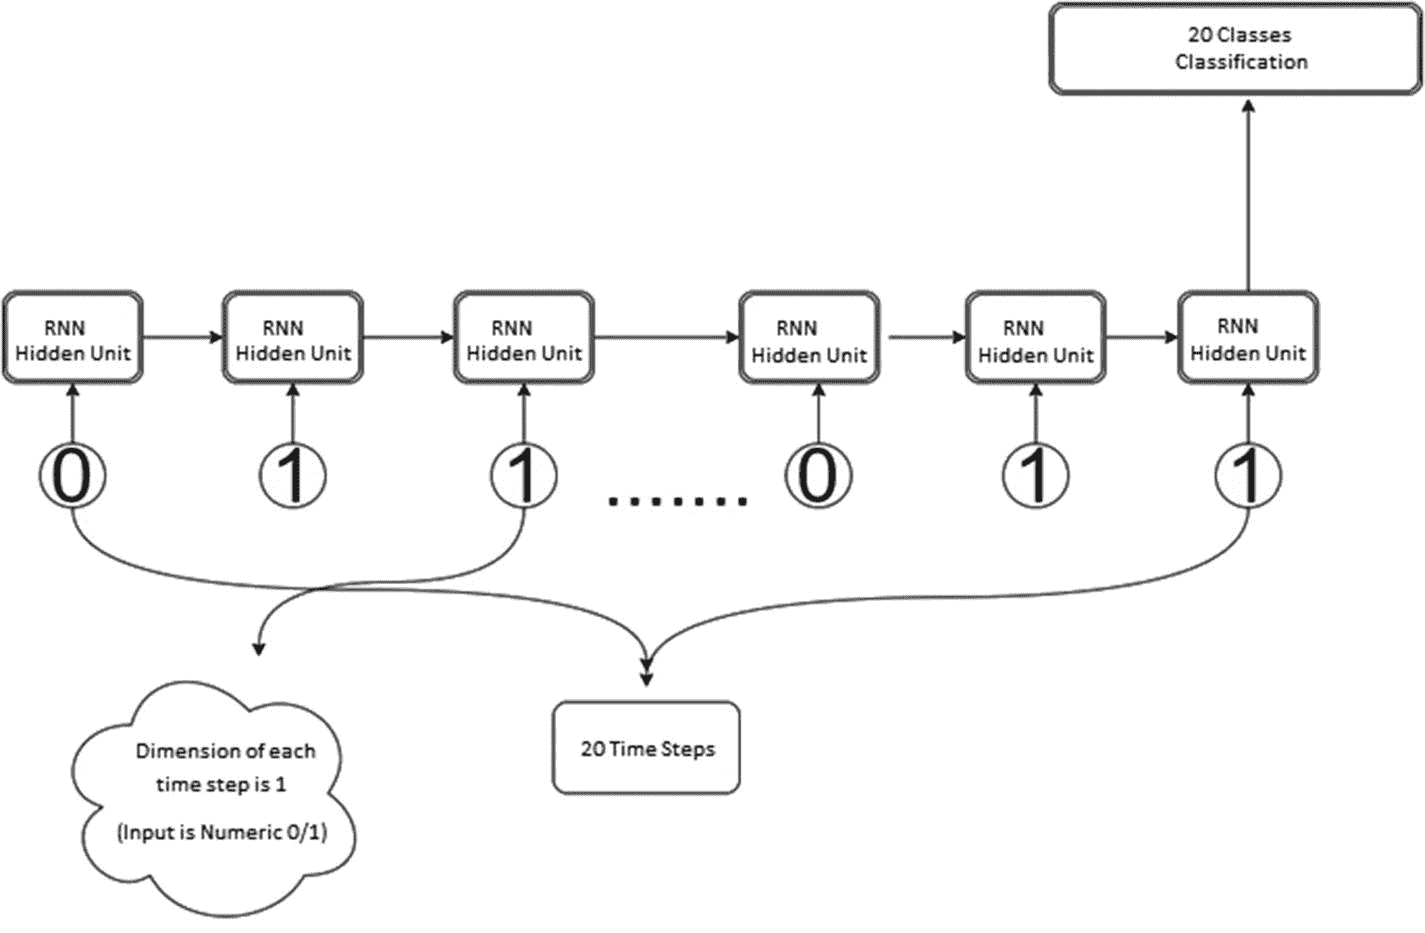 20 Classes
Classification
RNN
Hidden Unit
RNN
Hidden Unit
RNN
Hidden Unit
RNN
Hidden Unit
RNN
Hidden Unit
RNN
Hidden Unit
0
1
1
.......
0
1
1
Dimension of each
time step is 1
(Input is Numeric 0/1)
20 Time Steps